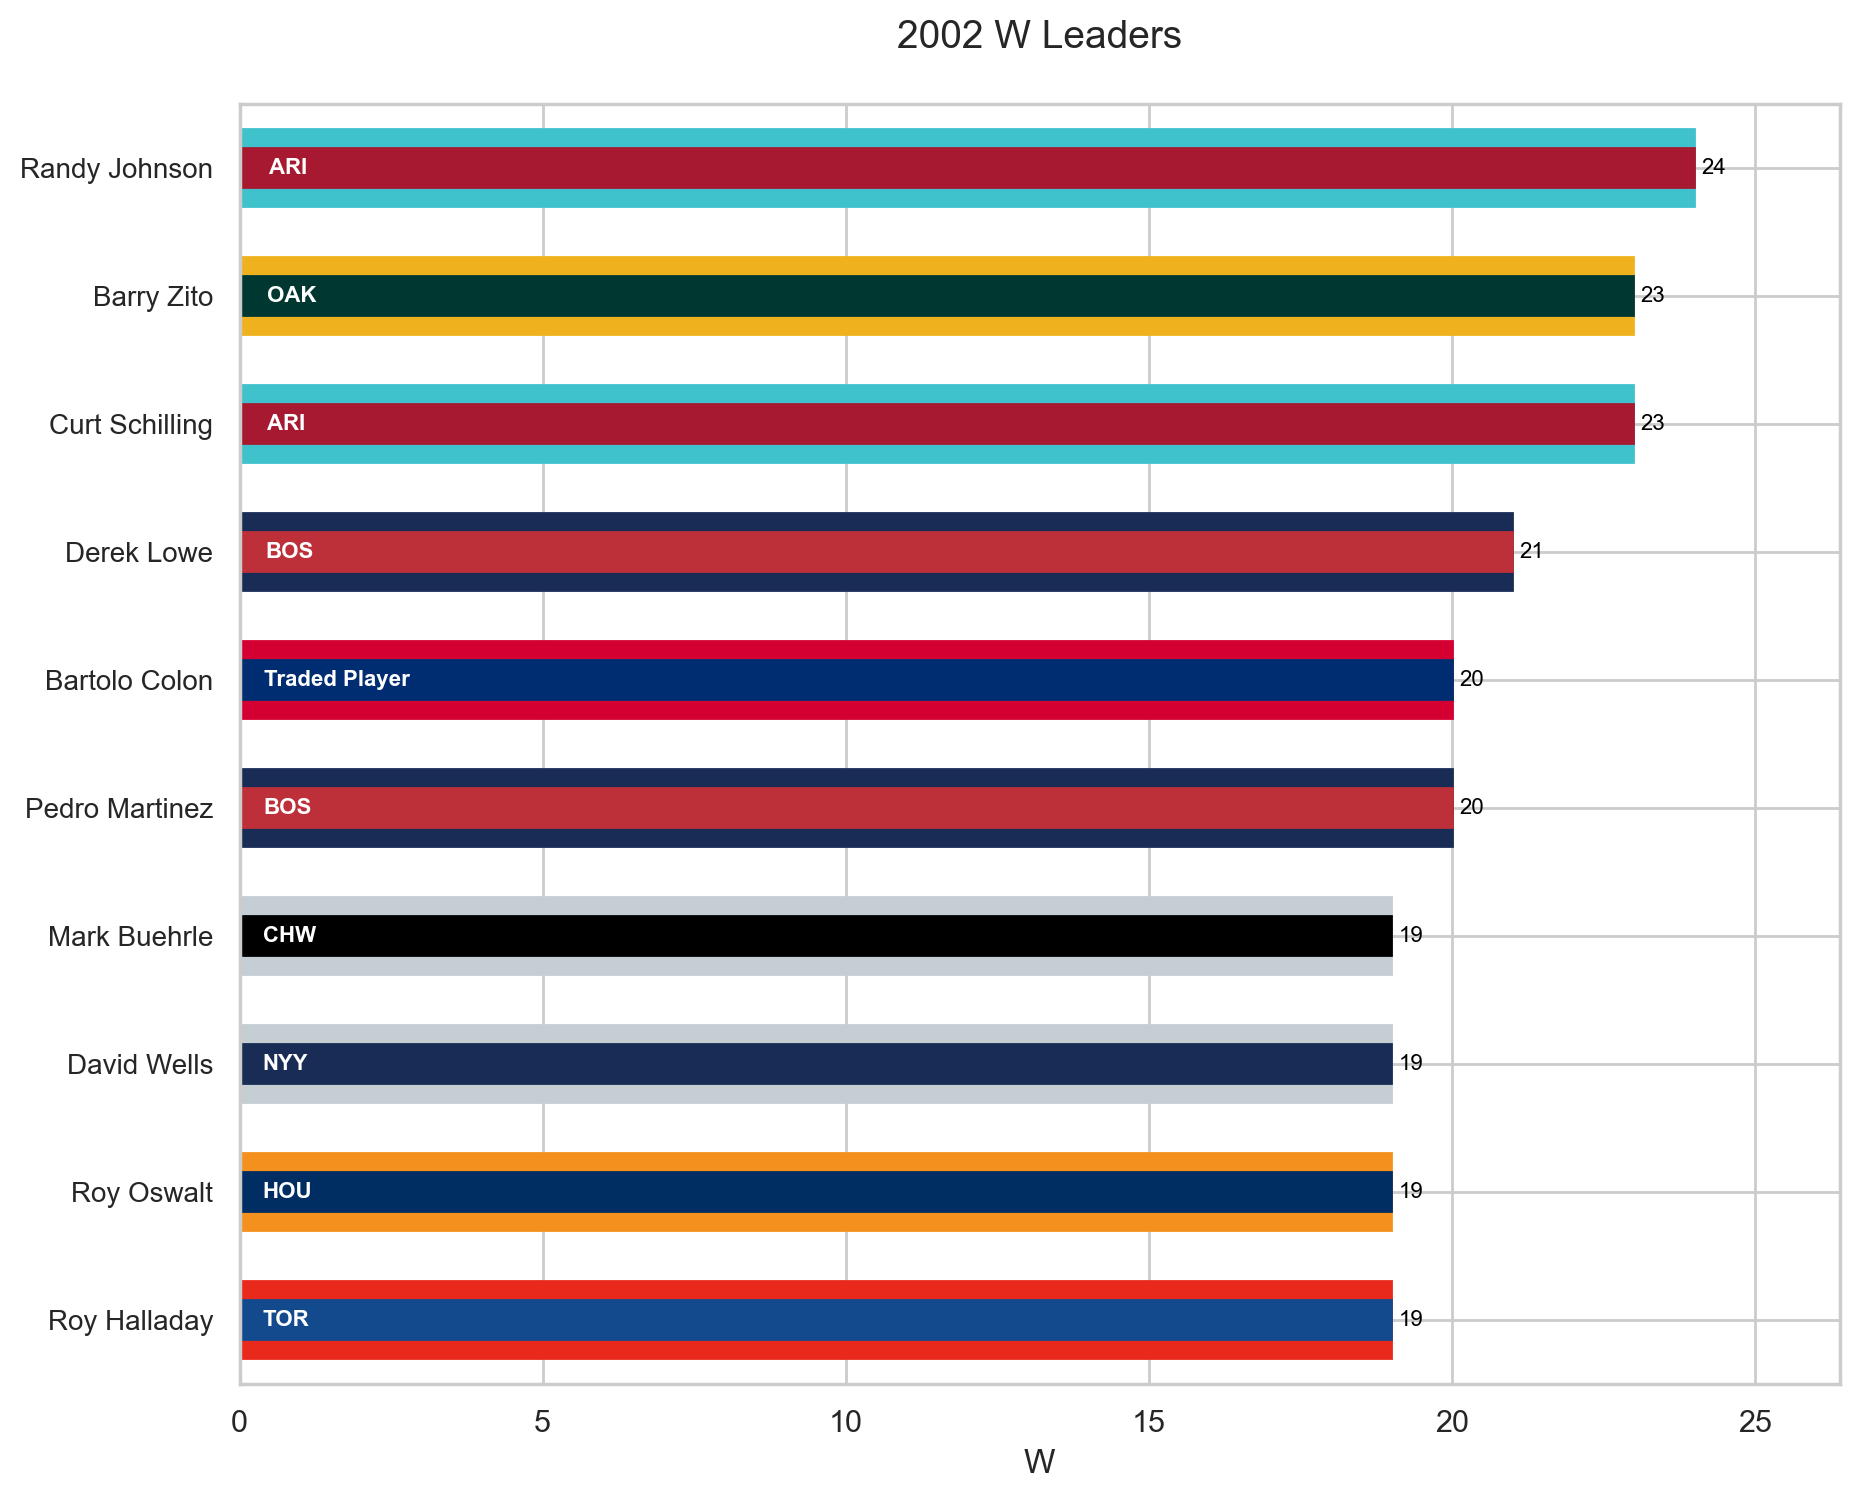 2002 W Leaders
Randy Johnson ARI 24
Barry Zito OAK 23
Curt Schilling ARI 23
Derek Lowe BOS 21
Bartolo Colon Traded Player 20
Pedro Martinez BOS 20
Mark Buehrle CHW 19
David Wells NYY 19
Roy Oswalt HOU 19
Roy Halladay TOR 19
0 5 10 15 20 25
W